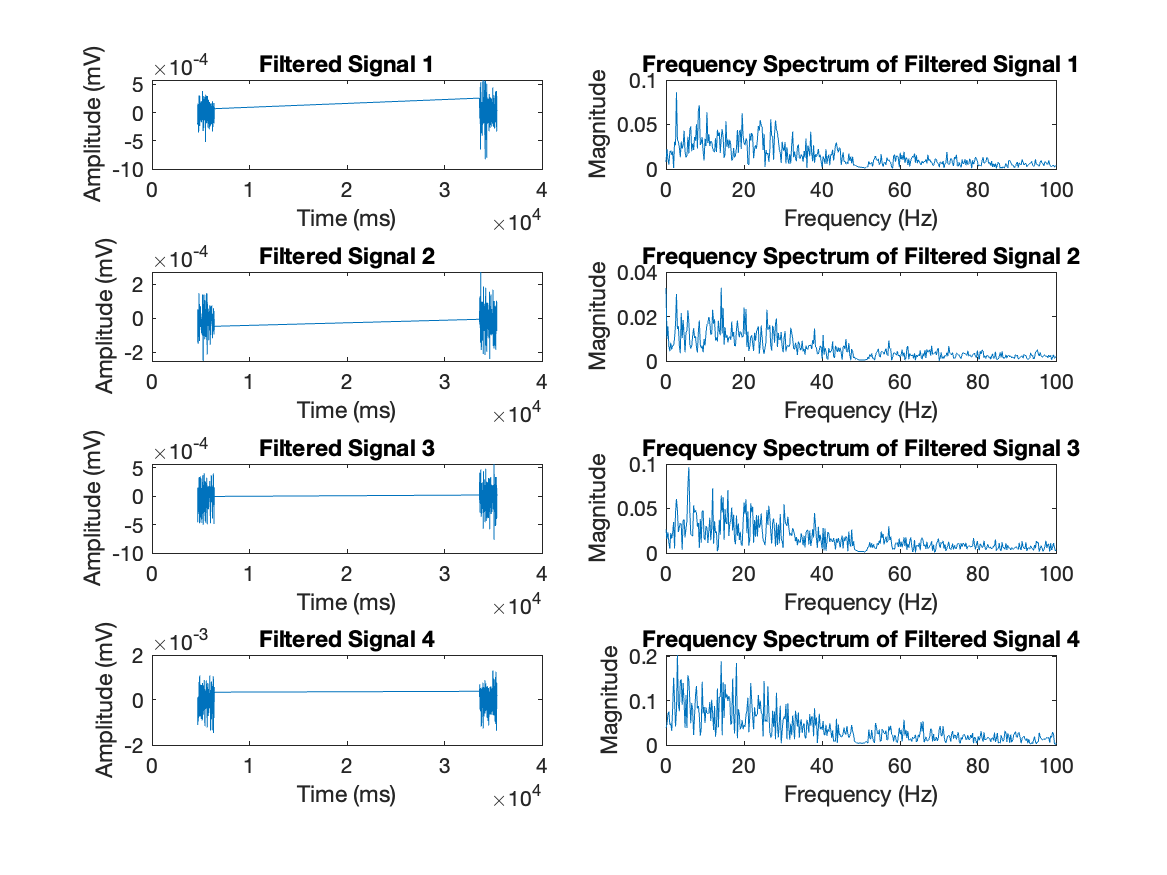 Filtered Signal 1
×10⁻⁴
Amplitude (mV)
5
0
-5
-10
0 1 2 3 4
Time (ms)
×10⁴
Frequency Spectrum of Filtered Signal 1
Magnitude
0.1
0.05
0
0 20 40 60 80 100
Frequency (Hz)
Filtered Signal 2
×10⁻⁴
Amplitude (mV)
2
0
-2
0 1 2 3 4
Time (ms)
×10⁴
Frequency Spectrum of Filtered Signal 2
Magnitude
0.04
0.02
0
0 20 40 60 80 100
Frequency (Hz)
Filtered Signal 3
×10⁻⁴
Amplitude (mV)
5
0
-5
-10
0 1 2 3 4
Time (ms)
×10⁴
Frequency Spectrum of Filtered Signal 3
Magnitude
0.1
0.05
0
0 20 40 60 80 100
Frequency (Hz)
Filtered Signal 4
×10⁻³
Amplitude (mV)
2
0
-2
0 1 2 3 4
Time (ms)
×10⁴
Frequency Spectrum of Filtered Signal 4
Magnitude
0.2
0.1
0
0 20 40 60 80 100
Frequency (Hz)